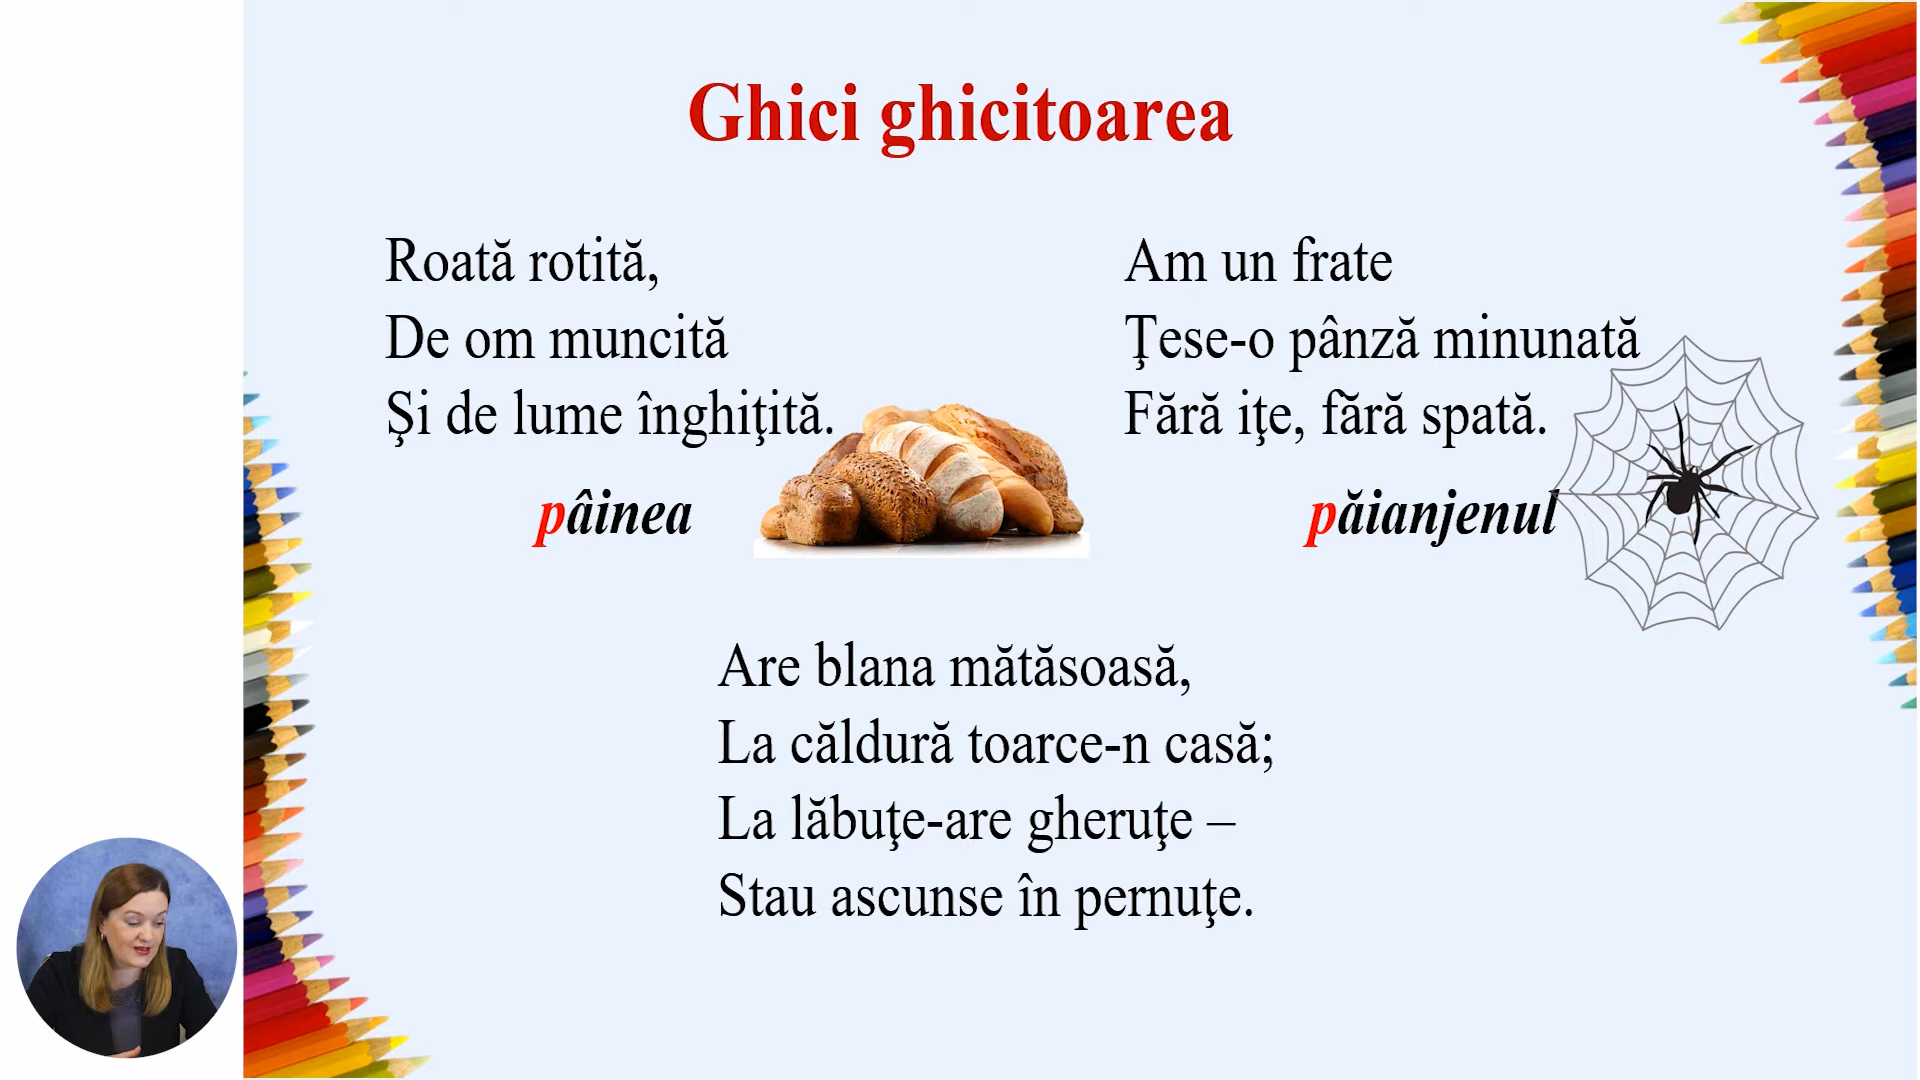 Ghici ghicitoarea
Roată rotită,
De om muncită
Şi de lume înghiţită.
pâinea
Am un frate
Ţese-o pânză minunată
Fără iţe, fără spată.
păianjenul
Are blana mătăsoasă,
La căldură toarce-n casă;
La lăbuţe-are gheruţe –
Stau ascunse în pernuţe.